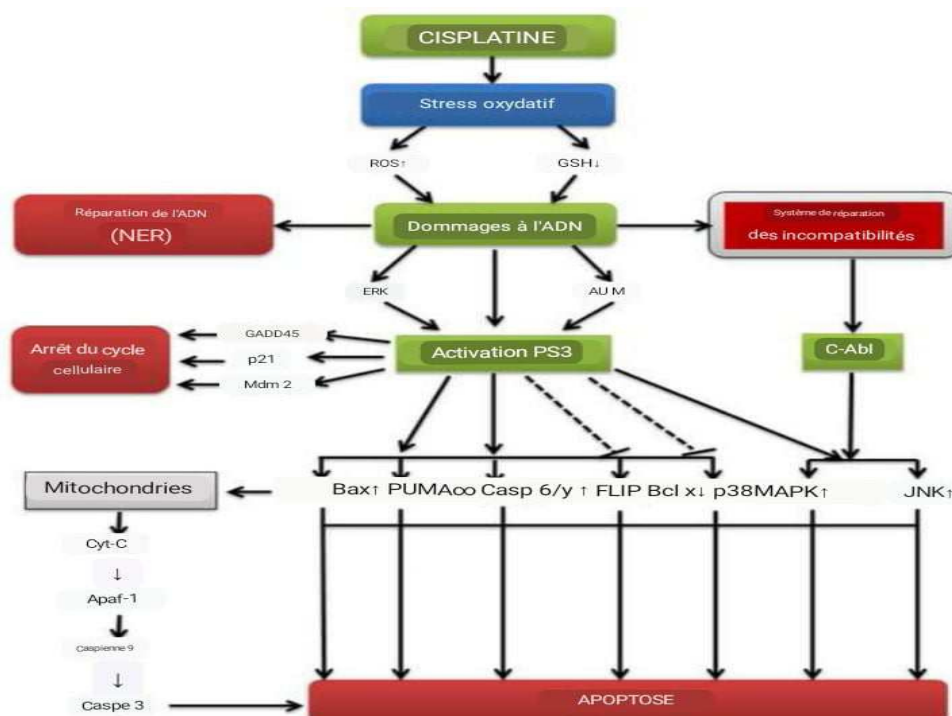 CISPLATINE
Stress oxydatif
ROS↑
GSH↓
Réparation de l'ADN
(NER)
Dommages à l'ADN
Système de réparation
des incompatibilités
ERK
AU M
GADD45
p21
Mdm 2
Arrêt du cycle
cellulaire
Activation PS3
C-Abl
Mitochondries
Bax↑ PUMA∞ Casp 6/y ↑ FLIP Bcl x↓ p38MAPK↑ JNK↑
Cyt-C
↓
Apaf-1
Caspienne 9
↓
Caspe 3
APOPTOSE